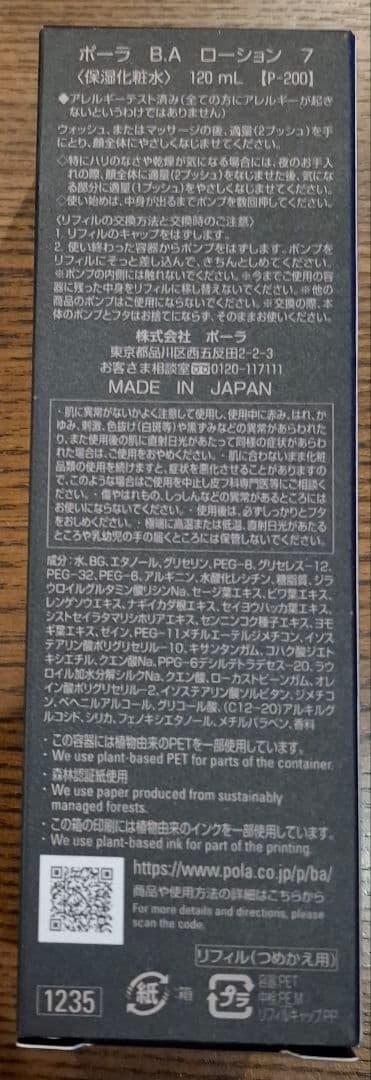 ポーラ B.A ローション 7
〈保湿化粧水〉 120 mL 【P-200】
◆アレルギーテスト済み(全ての方にアレルギーが起き
ないというわけではありません)
ウォッシュ、またはマッサージの後、適量(2プッシュ)を手
にとり、顔全体にやさしくなじませてください。
◇特にハリのなさや乾燥が気になる場合には、夜のお手入
れの際、顔全体に適量(2プッシュ)をなじませた後、気にな
る部分に適量(1プッシュ)をやさしくなじませてください。
◇使い始めは、中身が出るまでポンプを数回押してください。
〈リフィルの交換方法と交換時のご注意〉
1. リフィルのキャップをはずします。
2. 使い終わった容器からポンプをはずします。ポンプを
リフィルにそっと差し込んで、きちんとしめてください。
※ポンプの内側には触れないでください。※今までご使用の容
器に残った中身をリフィルに移し替えないでください。※他の
商品のポンプはご使用にならないでください。※交換の際、本
体のポンプとフタはお捨てにならず、そのままお使いください。
株式会社 ポーラ
東京都品川区西五反田2-2-3
お客さま相談室 0120-117111
MADE IN JAPAN
・肌に異常がないかよく注意して使用し、使用中に赤み、はれ、か
ゆみ、刺激、色抜け(白斑等)や黒ずみなどの異常があらわれた
り、また使用後の肌に直射日光があたって同様の症状があらわ
れた場合は、ご使用をおやめください。・肌に合わないまま化粧
品類の使用を続けますと、症状を悪化させることがありますの
で、このような場合はご使用を中止し皮フ科専門医等にご相談く
ださい。・傷やはれもの、しっしんなどの異常があるところには
お使いにならないでください。・使用後は、必ずしっかりとフタ
をおしめください。・極端に高温または低温、直射日光があたる
ところや乳幼児の手の届くところには保管しないでください。
成分：水、BG、エタノール、グリセリン、PEG-8、グリセレス-12、
PEG-32、PEG-6、アルギニン、水酸化レシチン、糖脂質、ジラ
ウロイルグルタミン酸リシンNa、セージ葉エキス、ビワ葉エキス、
レンゲソウエキス、ナギイカダ根エキス、セイヨウハッカ葉エキス、
シストセイラタマリシホリアエキス、センニンコク種子エキス、ヨモ
ギ葉エキス、ゼイン、PEG-11メチルエーテルジメチコン、イソス
テアリン酸ポリグリセリル-10、キサンタンガム、コハク酸ジエト
キシエチル、クエン酸Na、PPG-6デシルテトラデセス-20、ラウ
ロイル加水分解シルクNa、クエン酸、ローカストビーンガム、オレ
イン酸ポリグリセリル-2、イソステアリン酸ソルビタン、ジメチコ
ン、ベヘニルアルコール、グリコール酸、(C12-20)アルキルグ
ルコシド、シリカ、フェノキシエタノール、メチルパラベン、香料
・この容器には植物由来のPETを一部使用しています。
・We use plant-based PET for parts of the container.
・森林認証紙使用
・We use paper produced from sustainably
managed forests.
・この箱の印刷には植物由来のインクを一部使用しています。
・We use plant-based ink for part of the printing.
https://www.pola.co.jp/p/ba/
商品や使用方法の詳細はこちらから
For more details and directions, please
scan the code.
リフィル(つめかえ用)
1235
紙 箱
プラ
容器:PET
中栓:PE,M
リフィルキャップ:PP